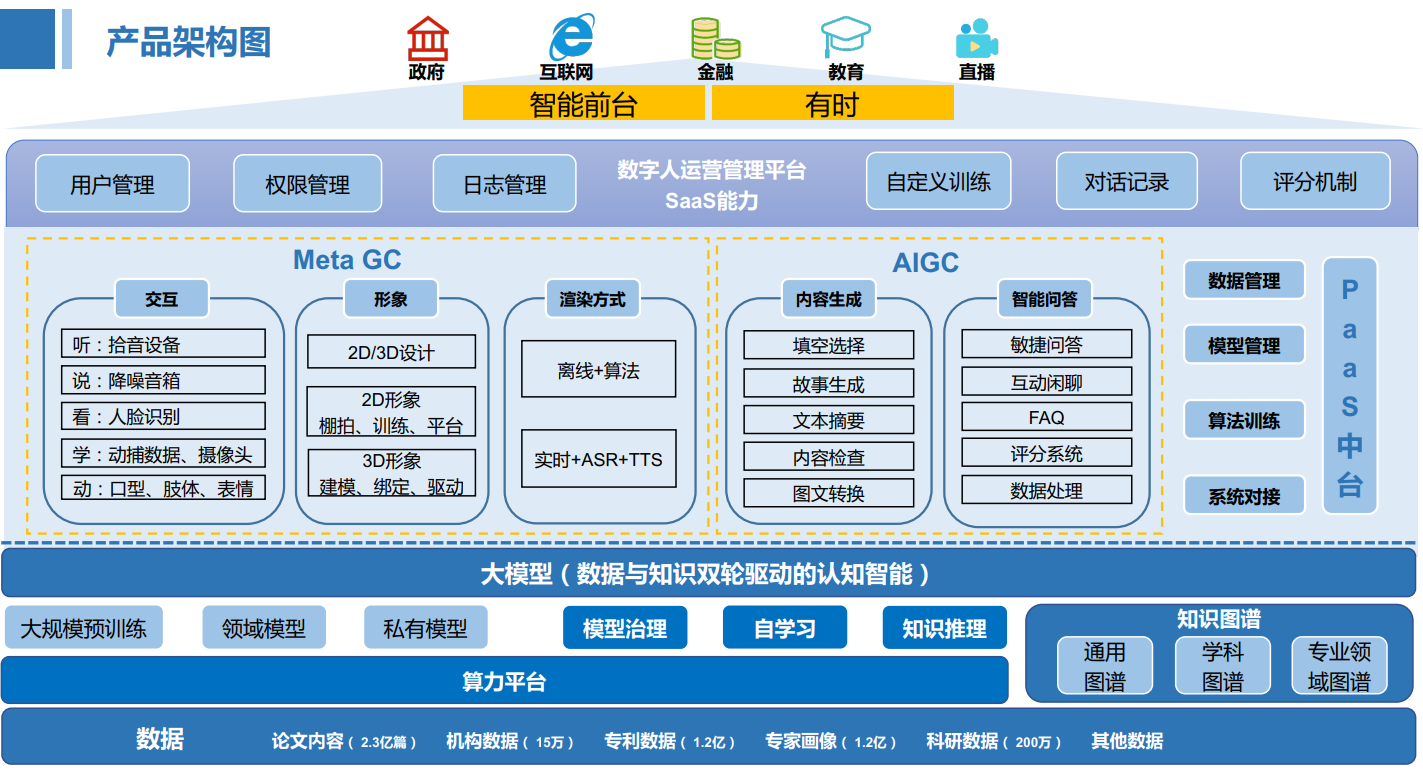 产品架构图
政府
互联网
金融
教育
直播
智能前台
有时
用户管理
权限管理
日志管理
数字人运营管理平台
SaaS能力
自定义训练
对话记录
评分机制
Meta GC
交互
听：拾音设备
说：降噪音箱
看：人脸识别
学：动捕数据、摄像头
动：口型、肢体、表情
形象
2D/3D设计
2D形象
棚拍、训练、平台
3D形象
建模、绑定、驱动
渲染方式
离线+算法
实时+ASR+TTS
AIGC
内容生成
填空选择
故事生成
文本摘要
内容检查
图文转换
智能问答
敏捷问答
互动闲聊
FAQ
评分系统
数据处理
数据管理
模型管理
算法训练
系统对接
PaaS中台
大模型（数据与知识双轮驱动的认知智能）
大规模预训练
领域模型
私有模型
模型治理
自学习
知识推理
知识图谱
通用
图谱
学科
图谱
专业领
域图谱
算力平台
数据
论文内容（2.3亿篇）
机构数据（15万）
专利数据（1.2亿）
专家画像（1.2亿）
科研数据（200万）
其他数据